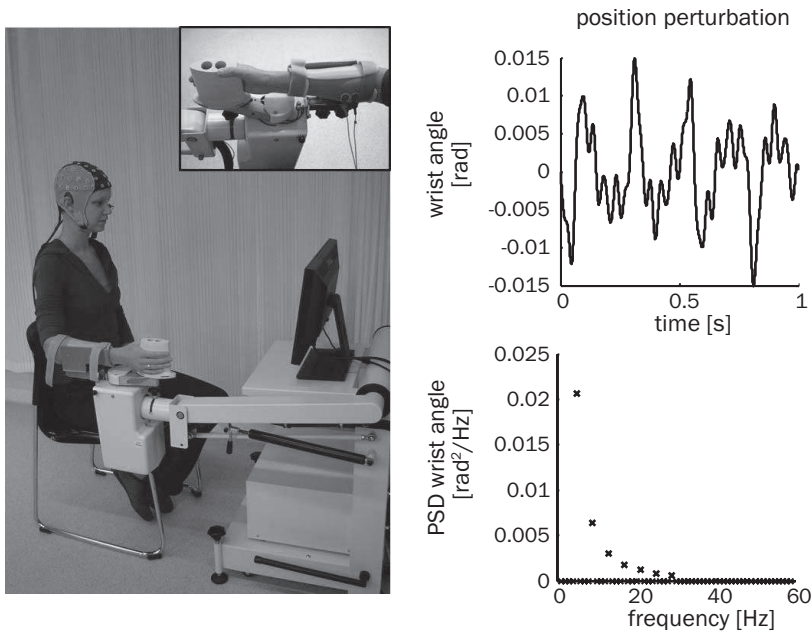 position perturbation
wrist angle
[rad]
0.015
0.01
0.005
0
-0.005
-0.01
-0.015
0
0.5
1
time [s]
PSD wrist angle
[rad²/Hz]
0.025
0.02
0.015
0.01
0.005
0
0
20
40
60
frequency [Hz]